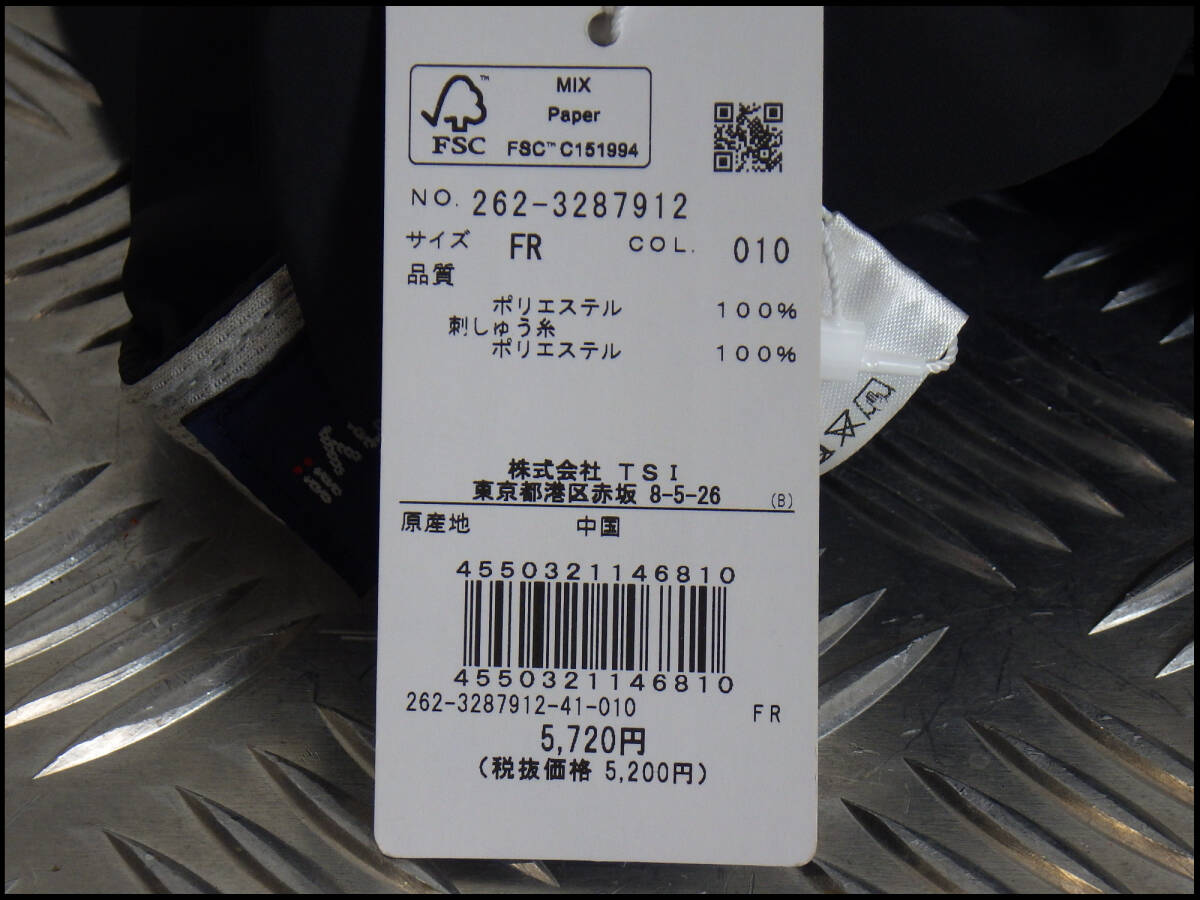 MIX
Paper
FSC™ C151994
FSC
NO. 262-3287912
サイズ FR COL. 010
品質
ポリエステル 100%
刺しゅう糸
ポリエステル 100%
株式会社 TSI
東京都港区赤坂 8-5-26 (B)
原産地 中国
4550321146810
4550321146810
262-3287912-41-010 FR
5,720円
(税抜価格 5,200円)